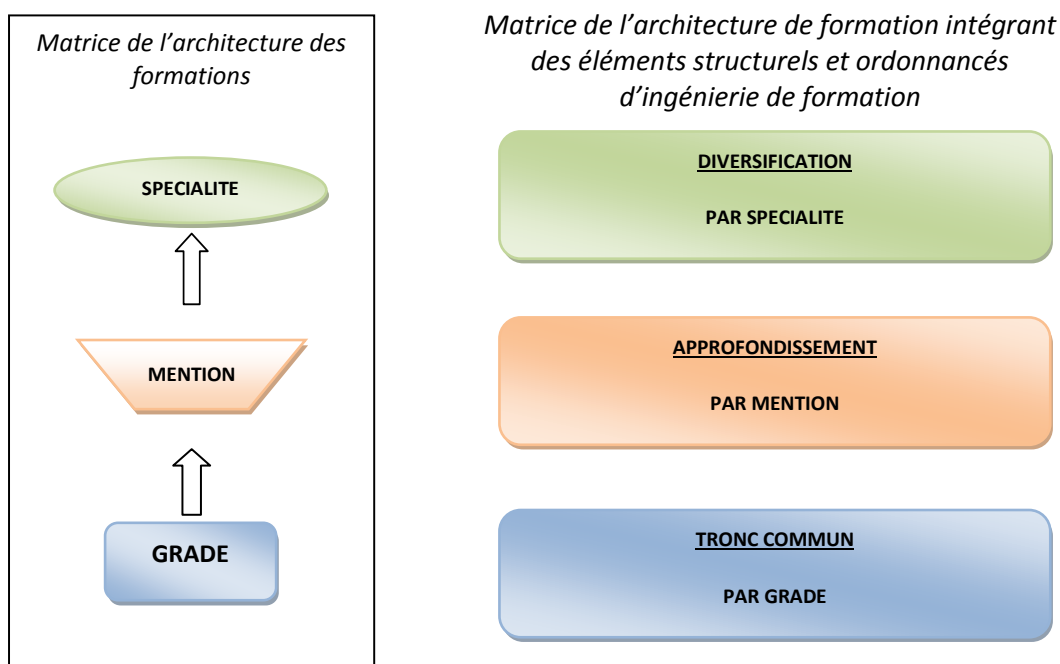 Matrice de l’architecture des
formations
SPECIALITE
MENTION
GRADE
Matrice de l’architecture de formation intégrant
des éléments structurels et ordonnancés
d’ingénierie de formation
DIVERSIFICATION
PAR SPECIALITE
APPROFONDISSEMENT
PAR MENTION
TRONC COMMUN
PAR GRADE